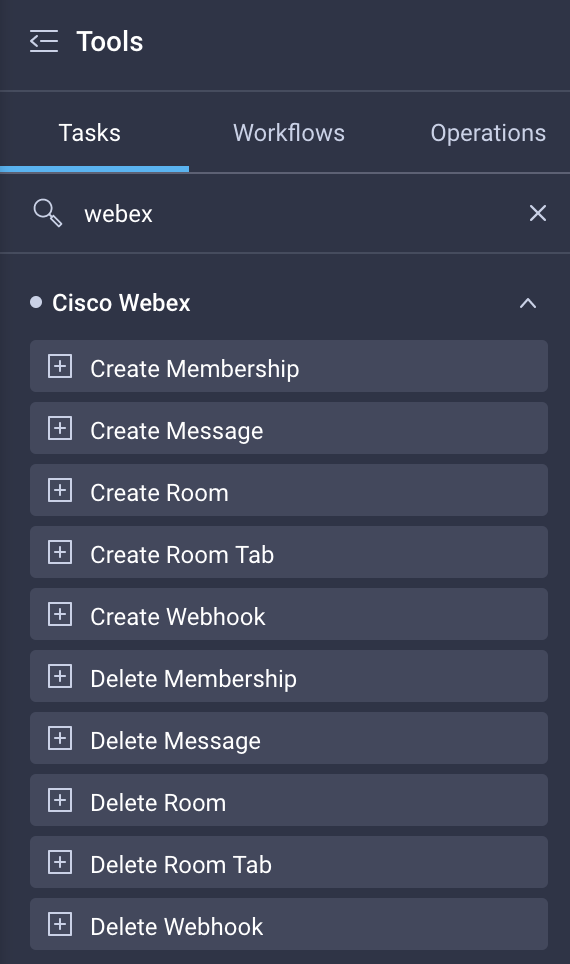 Tools
Tasks Workflows Operations
webex
Cisco Webex
Create Membership
Create Message
Create Room
Create Room Tab
Create Webhook
Delete Membership
Delete Message
Delete Room
Delete Room Tab
Delete Webhook